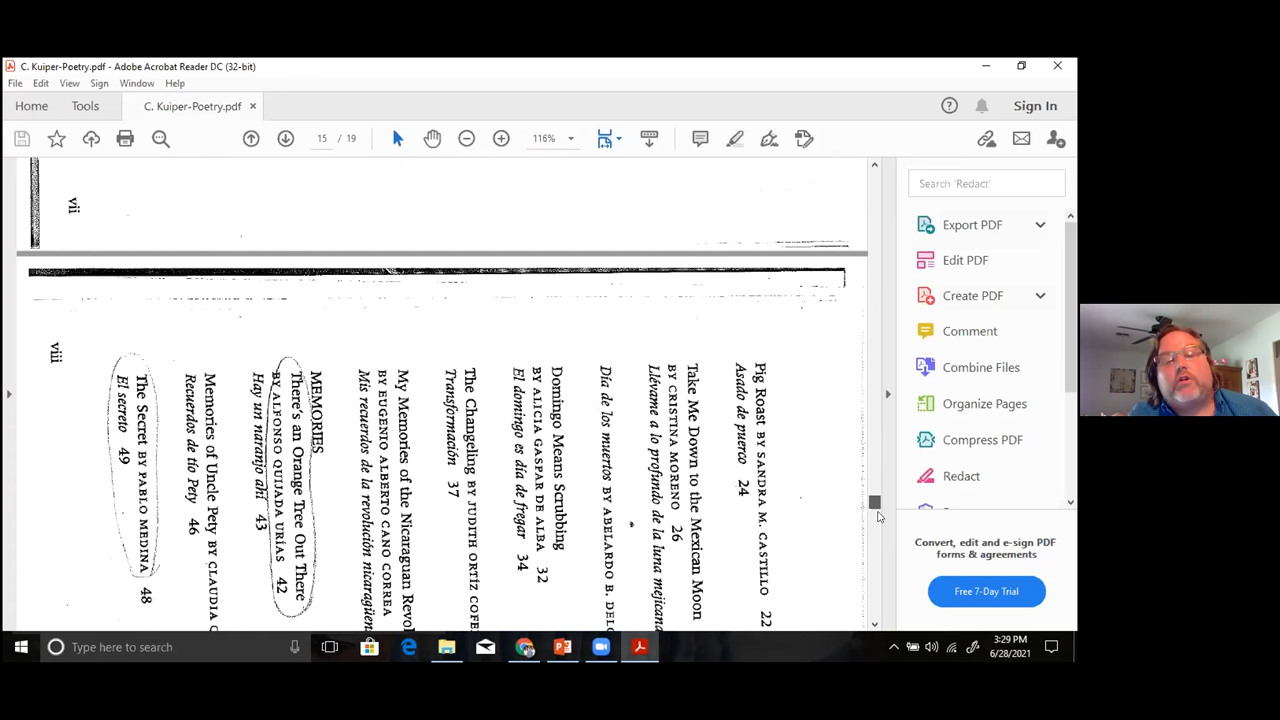 C. Kuiper-Poetry.pdf - Adobe Acrobat Reader DC (32-bit)
File Edit View Sign Window Help
Home Tools C. Kuiper-Poetry.pdf × Sign In
15 / 19 116%
vii
Search 'Redact'
Export PDF
Edit PDF
Create PDF
Comment
Combine Files
Organize Pages
Compress PDF
Redact
Convert, edit and e-sign PDF
forms & agreements
Free 7-Day Trial
Pig Roast BY SANDRA M. CASTILLO 22
Asado de puerco 24
Take Me Down to the Mexican Moon
BY CRISTINA MORENO 26
Llévame a lo profundo de la luna mejicana
Día de los muertos BY ABELARDO B. DELG
Domingo Means Scrubbing
BY ALICIA GASPAR DE ALBA 32
El domingo es día de fregar 34
The Changeling BY JUDITH ORTÍZ COFE
Transformación 37
My Memories of the Nicaraguan Revol
BY EUGENIO ALBERTO CANO CORREA
Mis recuerdos de la revolución nicaragüen
MEMORIES
There's an Orange Tree Out There
BY ALFONSO QUIJADA URÍAS 42
Hay un naranjo ahí 43
Memories of Uncle Pety BY CLAUDIA
Recuerdos de tío Pety 46
The Secret BY PABLO MEDINA 48
El secreto 49
viii
Type here to search
3:29 PM
6/28/2021